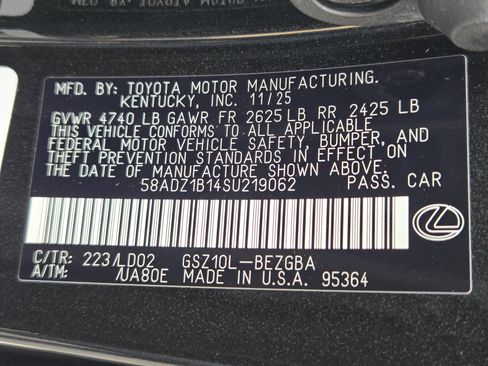 MFD. BY: TOYOTA MOTOR MANUFACTURING.
KENTUCKY, INC. 11/25
GVWR 4740 LB GAWR FR 2625 LB RR 2425 LB
THIS VEHICLE CONFORMS TO ALL APPLICABLE
FEDERAL MOTOR VEHICLE SAFETY, BUMPER, AND
THEFT PREVENTION STANDARDS IN EFFECT ON
THE DATE OF MANUFACTURE SHOWN ABOVE.
58ADZ1B14SU219062 PASS. CAR
C/TR: 223/LD02 GSZ10L-BEZGBA
A/TM: /UA80E MADE IN U.S.A. 95364